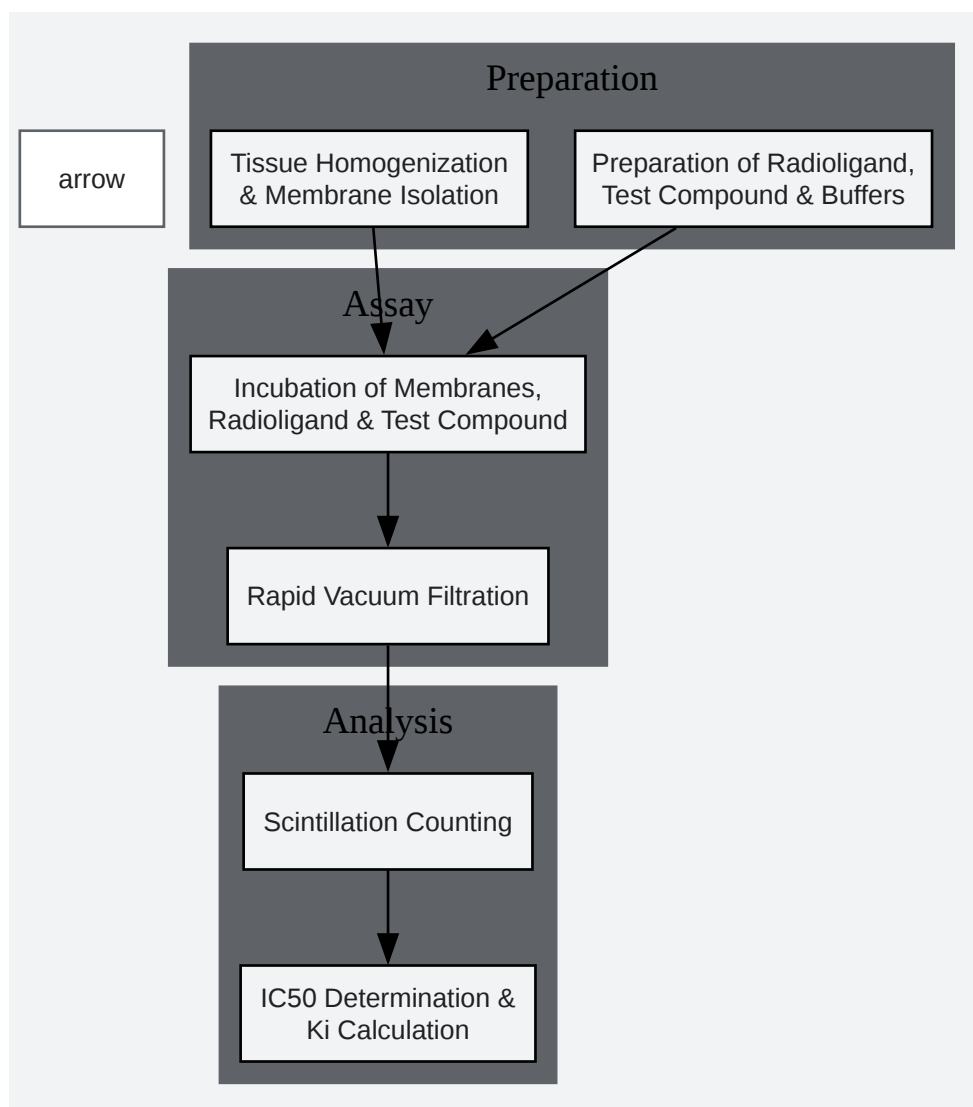 Preparation
arrow
Tissue Homogenization
& Membrane Isolation
Preparation of Radioligand,
Test Compound & Buffers
Assay
Incubation of Membranes,
Radioligand & Test Compound
Rapid Vacuum Filtration
Analysis
Scintillation Counting
IC50 Determination &
Ki Calculation